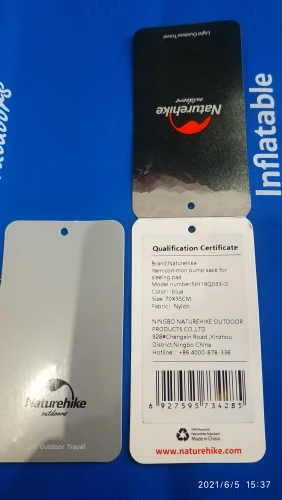 Light Outdoor Travel
Naturehike
outdoors
Inflatable
Qualification Certificate
Brand:Naturehike
Item:common pump sack for
sleeing pad
Model number:NH19Q033-D
Color: blue
Size: 70X35CM
Fabric: Nylon
NINGBO NATUREHIKE OUTDOOR
PRODUCTS CO.,LTD
928#Chengxin Road ,Yinzhou
District,Ningbo China
Hotline: +86 4000-878-338
6 927595 734285
Made in China
www.naturehike.com
Naturehike
outdoors
Outdoor Travel
2021/6/5 15:37